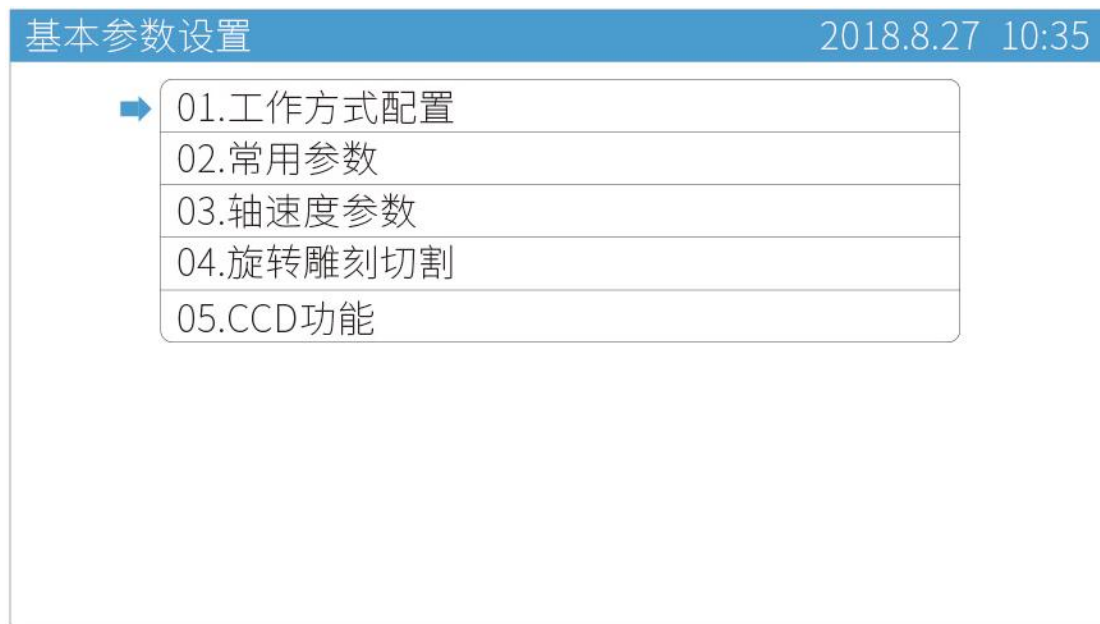 基本参数设置 2018.8.27 10:35
01.工作方式配置
02.常用参数
03.轴速度参数
04.旋转雕刻切割
05.CCD功能